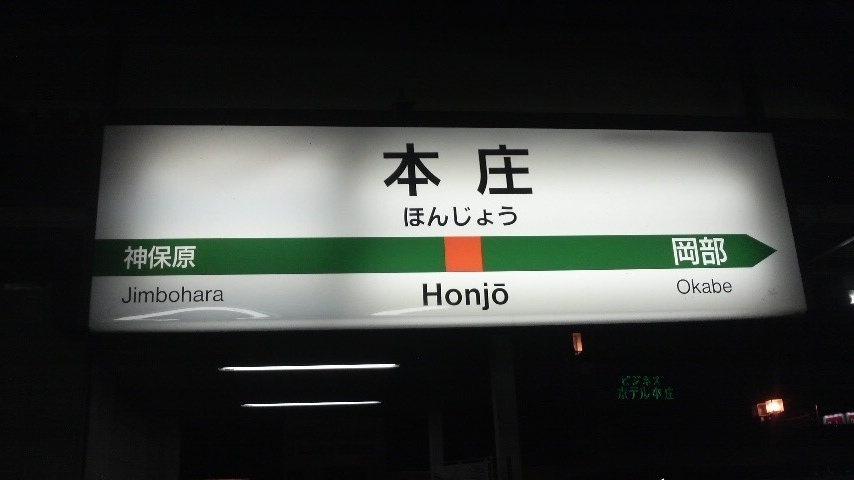 本庄
ほんじょう
神保原 岡部
Jimbohara Honjō Okabe
ビジネス
ホテル本庄